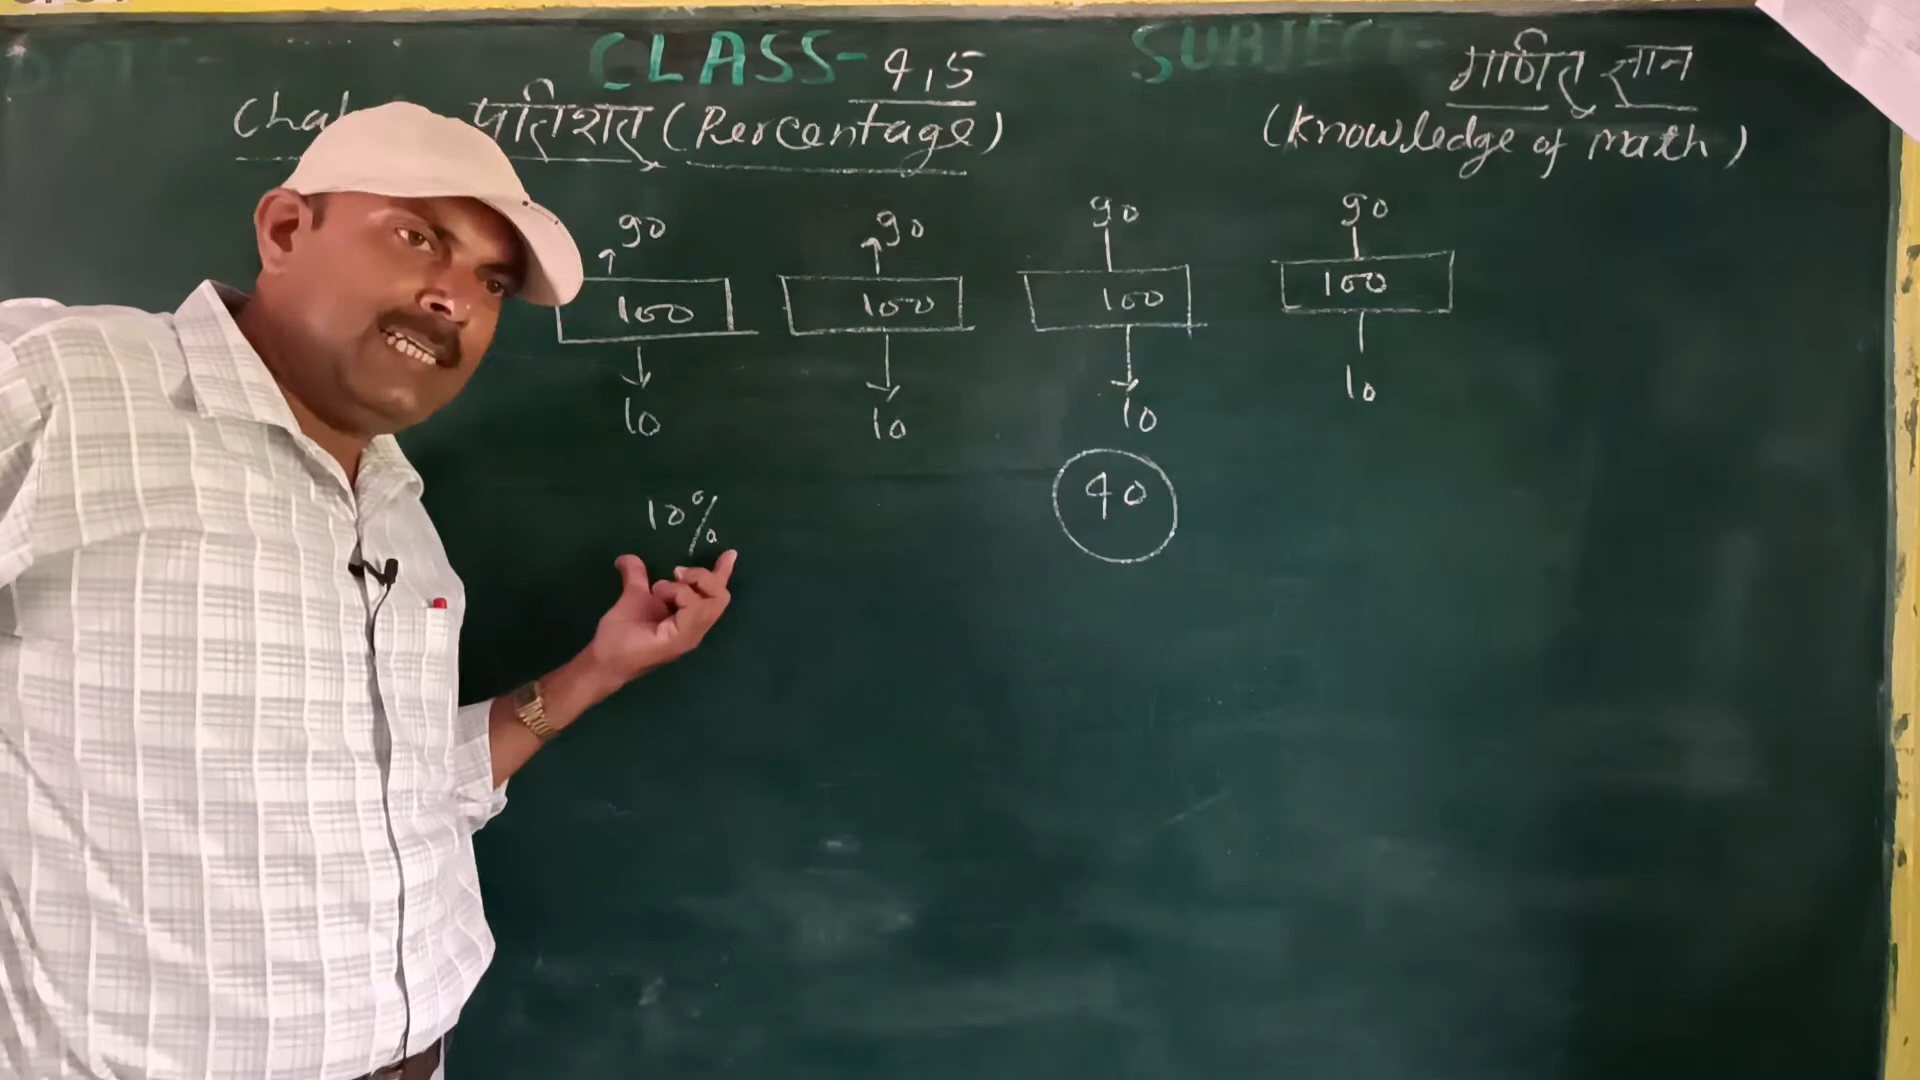 DATE-
CLASS- 4,5
SUBJECT-
गणित ज्ञान
प्रतिशत (Percentage)
(Knowledge of math)
90 90 90 90
100 100 100 100
10 10 10 10
10% 40